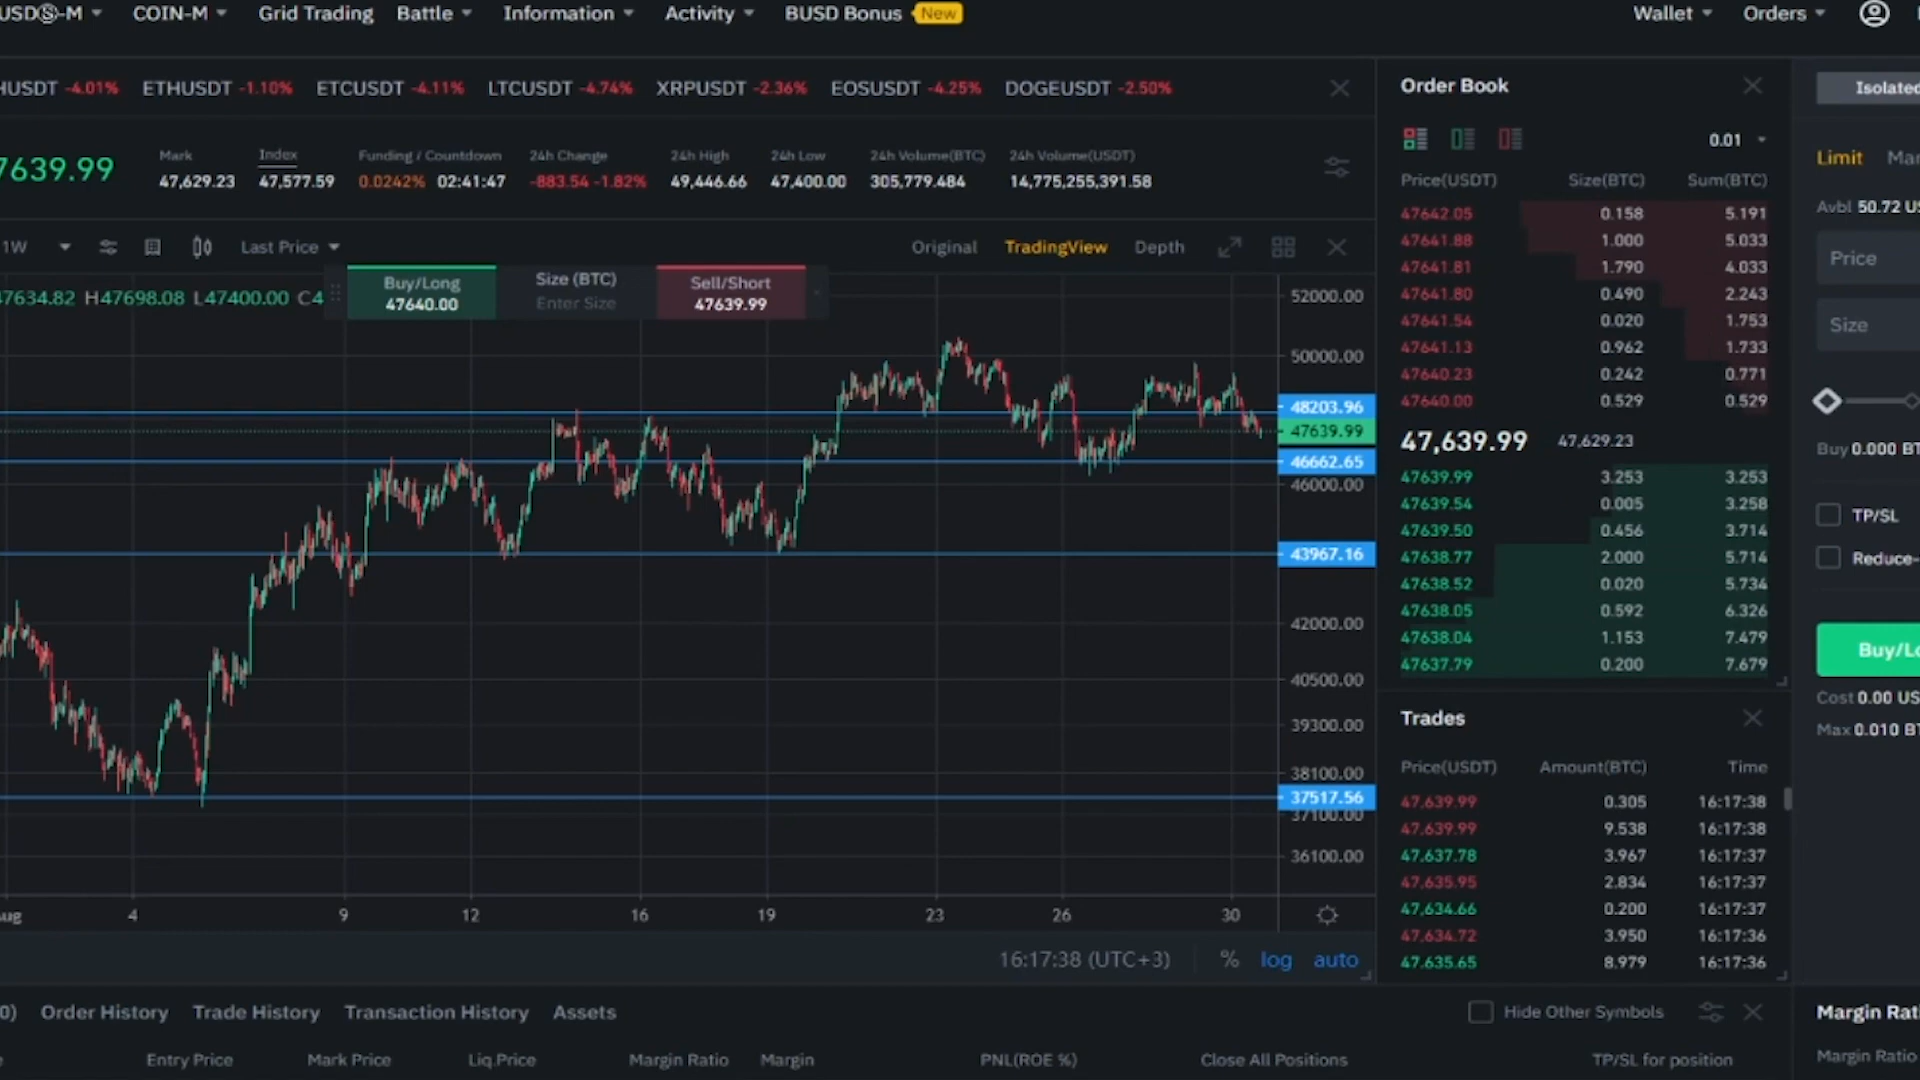 COIN-M Grid Trading Battle Information Activity BUSD Bonus New Wallet Orders
-4.01% ETHUSDT -1.10% ETCUSDT -4.11% LTCUSDT -4.74% XRPUSDT -2.36% EOSUSDT -4.25% DOGEUSDT -2.50%
7639.99
Mark Index Funding / Countdown 24h Change 24h High 24h Low 24h Volume(BTC) 24h Volume(USDT)
47,629.23 47,577.59 0.0242% 02:41:47 -883.54 -1.82% 49,446.66 47,400.00 305,779.484 14,775,255,391.58
1W Last Price Original TradingView Depth
7634.82 H47698.08 L47400.00 C4
Buy/Long Size (BTC) Sell/Short
47640.00 Enter Size 47639.99
52000.00
50000.00
48203.96
47639.99
46662.65
46000.00
43967.16
42000.00
40500.00
39300.00
38100.00
37517.56
37100.00
36100.00
ug 4 9 12 16 19 23 26 30
16:17:38 (UTC+3) % log auto
Order Book
0.01
Price(USDT) Size(BTC) Sum(BTC)
47642.05 0.158 5.191
47641.88 1.000 5.033
47641.81 1.790 4.033
47641.80 0.490 2.243
47641.54 0.020 1.753
47641.13 0.962 1.733
47640.23 0.242 0.771
47640.00 0.529 0.529
47,639.99 47,629.23
47639.99 3.253 3.253
47639.54 0.005 3.258
47639.50 0.456 3.714
47638.77 2.000 5.714
47638.52 0.020 5.734
47638.05 0.592 6.326
47638.04 1.153 7.479
47637.79 0.200 7.679
Trades
Price(USDT) Amount(BTC) Time
47,639.99 0.305 16:17:38
47,639.99 9.538 16:17:38
47,637.78 3.967 16:17:37
47,635.95 2.834 16:17:37
47,634.66 0.200 16:17:37
47,634.72 3.950 16:17:36
47,635.65 8.979 16:17:36
Isolated
Limit Mar
Avbl 50.72 US
Price
Size
Buy 0.000 BT
TP/SL
Reduce-
Buy/Lo
Cost 0.00 US
Max 0.010 BT
0) Order History Trade History Transaction History Assets Hide Other Symbols
Entry Price Mark Price Liq.Price Margin Ratio Margin PNL(ROE %) Close All Positions TP/SL for position
Margin Rati
Margin Ratio